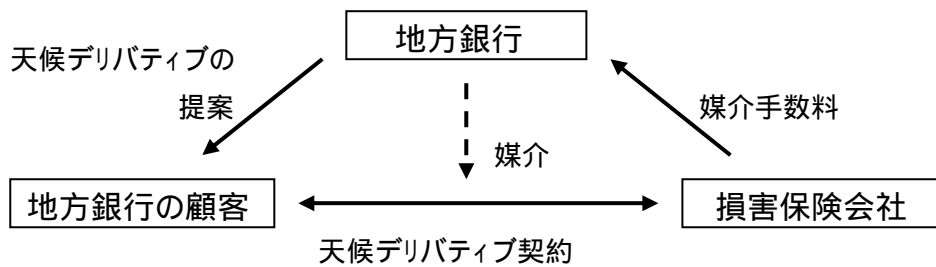 地方銀行
天候デリバティブの
提案
媒介手数料
媒介
地方銀行の顧客
損害保険会社
天候デリバティブ契約